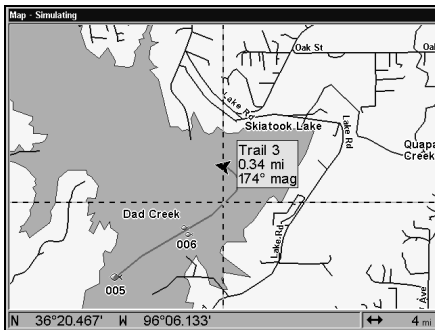 Map - Simulating
Oak St
Oak
Lake Rd
Skiatook Lake
Lake Rd
Trail 3
0.34 mi
174° mag
Quapa
Creek
Dad Creek
006
Lake Rd
005
Ave
N 36°20.467' W 96°06.133' ↔ 4 mi